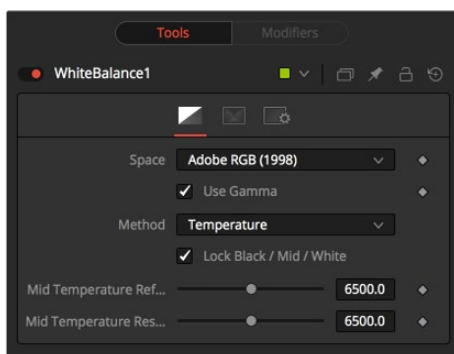 Tools Modifiers
WhiteBalance1
Space Adobe RGB (1998)
Use Gamma
Method Temperature
Lock Black / Mid / White
Mid Temperature Ref... 6500.0
Mid Temperature Res... 6500.0